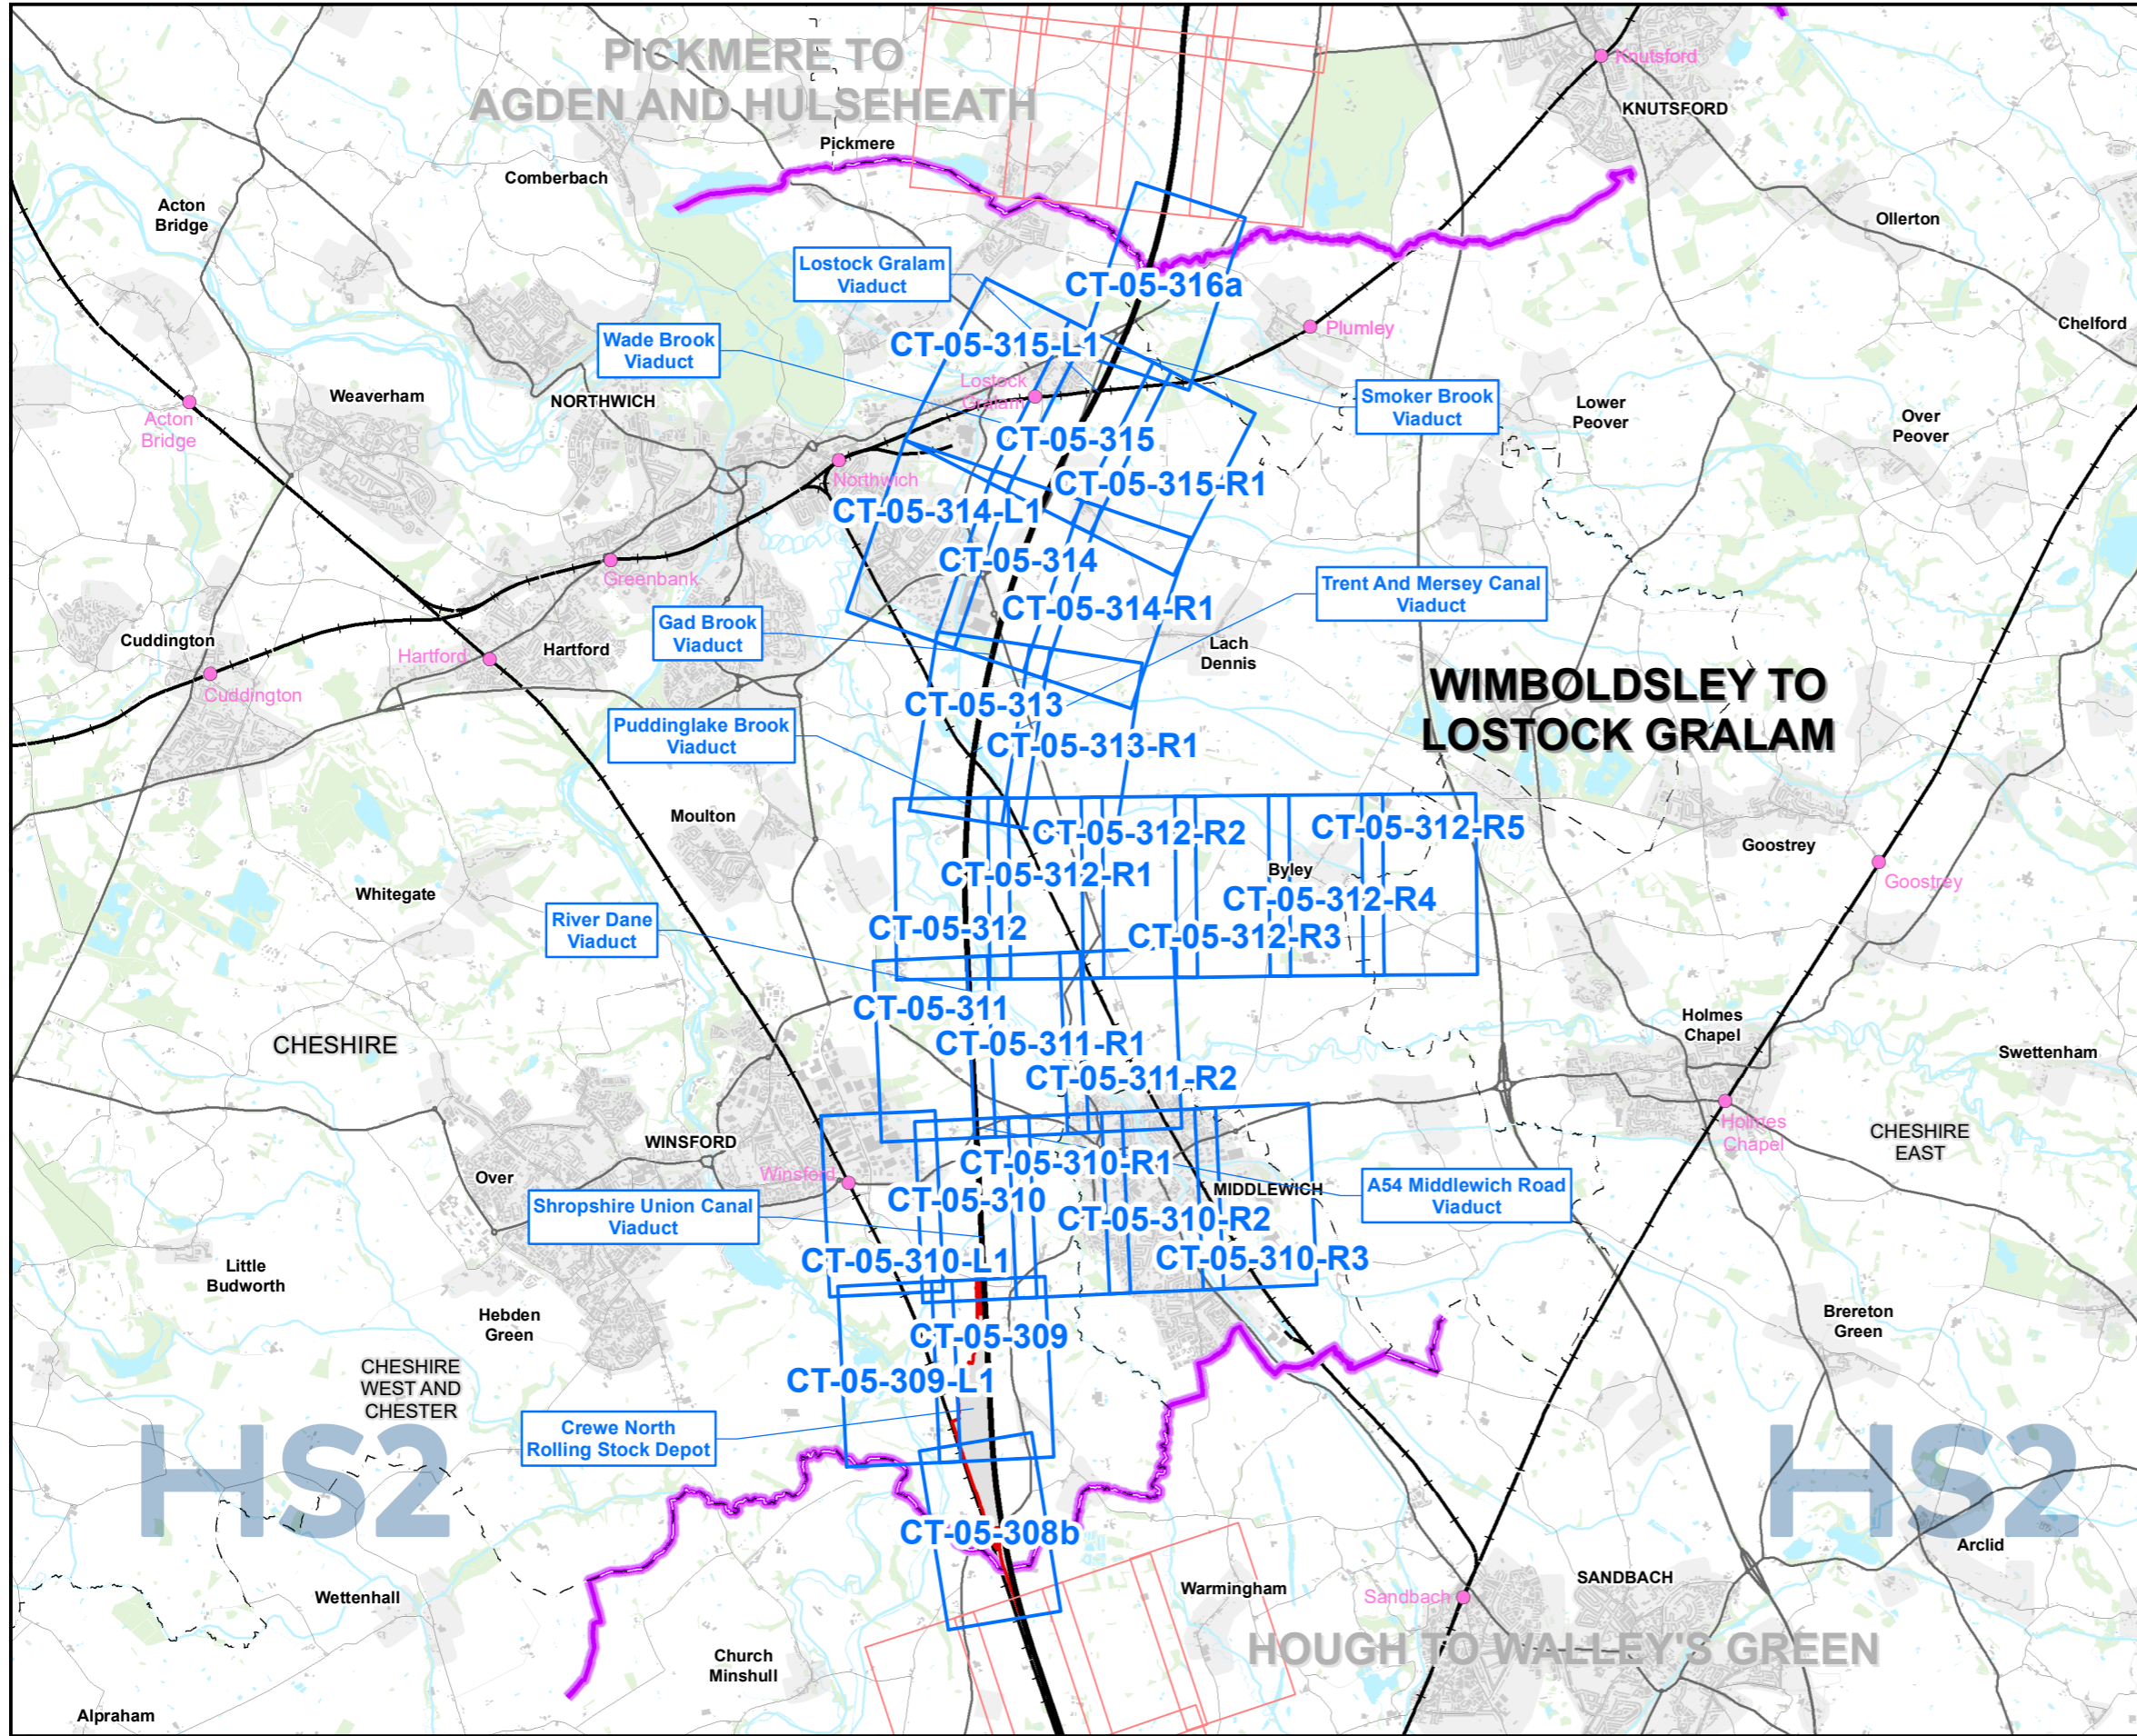 PICKMERE TO
AGDEN AND HULSEHEATH
Knutsford
KNUTSFORD
Pickmere
Comberbach
Acton
Bridge
Ollerton
Lostock Gralam
Viaduct
CT-05-316a
Chelford
Plumley
Wade Brook
Viaduct
CT-05-315-L1
Lostock
Gralam
Smoker Brook
Viaduct
Weaverham
NORTHWICH
Acton
Bridge
Lower
Peover
Over
Peover
CT-05-315
Northwich
CT-05-315-R1
CT-05-314-L1
CT-05-314
Greenbank
CT-05-314-R1
Trent And Mersey Canal
Viaduct
Gad Brook
Viaduct
Cuddington
Hartford
Hartford
Lach
Dennis
Cuddington
WIMBOLDSLEY TO
LOSTOCK GRALAM
CT-05-313
Puddinglake Brook
Viaduct
CT-05-313-R1
Moulton
CT-05-312-R2
CT-05-312-R5
Goostrey
Byley
CT-05-312-R1
Goostrey
Whitegate
CT-05-312-R4
River Dane
Viaduct
CT-05-312
CT-05-312-R3
CT-05-311
Holmes
Chapel
CHESHIRE
CT-05-311-R1
Swettenham
CT-05-311-R2
Holmes
Chapel
CHESHIRE
EAST
WINSFORD
CT-05-310-R1
Over
Winsford
MIDDLEWICH
A54 Middlewich Road
Viaduct
Shropshire Union Canal
Viaduct
CT-05-310
CT-05-310-R2
CT-05-310-L1
CT-05-310-R3
Little
Budworth
Hebden
Green
Brereton
Green
CT-05-309
CHESHIRE
WEST AND
CHESTER
CT-05-309-L1
Crewe North
Rolling Stock Depot
HS2
HS2
CT-05-308b
Arclid
Wettenhall
Warmingham
SANDBACH
Sandbach
HOUGH TO WALLEY'S GREEN
Church
Minshull
Alpraham